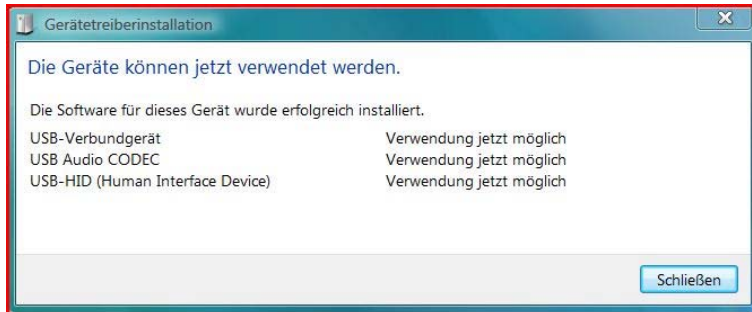 Gerätetreiberinstallation
Die Geräte können jetzt verwendet werden.
Die Software für dieses Gerät wurde erfolgreich installiert.
USB-Verbundgerät Verwendung jetzt möglich
USB Audio CODEC Verwendung jetzt möglich
USB-HID (Human Interface Device) Verwendung jetzt möglich
Schließen